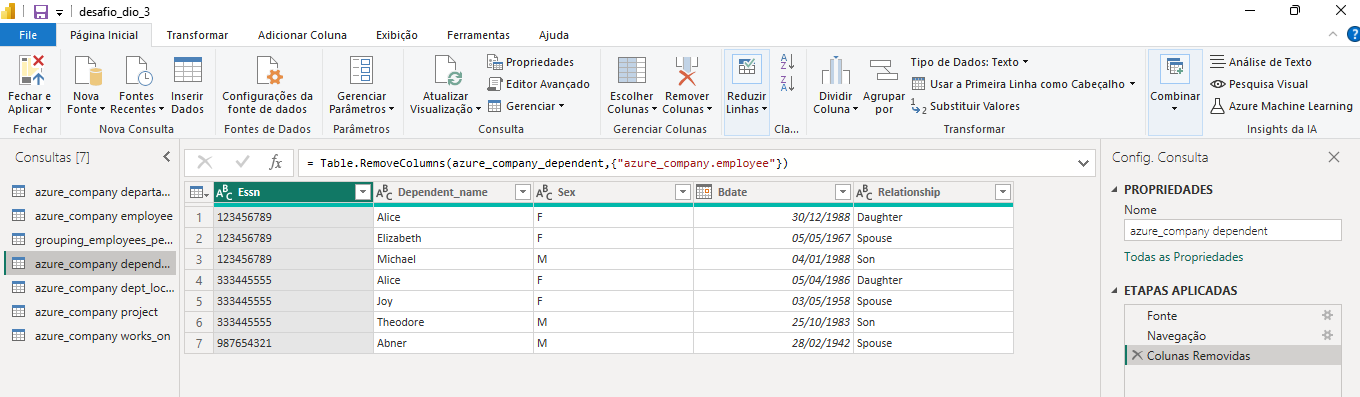 desafio_dio_3
File Página Inicial Transformar Adicionar Coluna Exibição Ferramentas Ajuda
Fechar e Aplicar
Fechar
Nova Fonte
Fontes Recentes
Inserir Dados
Nova Consulta
Configurações da fonte de dados
Fontes de Dados
Gerenciar Parâmetros
Parâmetros
Atualizar Visualização
Propriedades
Editor Avançado
Gerenciar
Consulta
Escolher Colunas
Remover Colunas
Gerenciar Colunas
Reduzir Linhas
Cla...
Dividir Coluna
Agrupar por
Tipo de Dados: Texto
Usar a Primeira Linha como Cabeçalho
Substituir Valores
Transformar
Combinar
Análise de Texto
Pesquisa Visual
Azure Machine Learning
Insights da IA
Consultas [7]
azure_company departa...
azure_company employee
grouping_employees_pe...
azure_company depend...
azure_company dept_loc...
azure_company project
azure_company works_on
= Table.RemoveColumns(azure_company_dependent,{"azure_company.employee"})
Essn Dependent_name Sex Bdate Relationship
1 123456789 Alice F 30/12/1988 Daughter
2 123456789 Elizabeth F 05/05/1967 Spouse
3 123456789 Michael M 04/01/1988 Son
4 333445555 Alice F 05/04/1986 Daughter
5 333445555 Joy F 03/05/1958 Spouse
6 333445555 Theodore M 25/10/1983 Son
7 987654321 Abner M 28/02/1942 Spouse
Config. Consulta
PROPRIEDADES
Nome
azure_company dependent
Todas as Propriedades
ETAPAS APLICADAS
Fonte
Navegação
Colunas Removidas